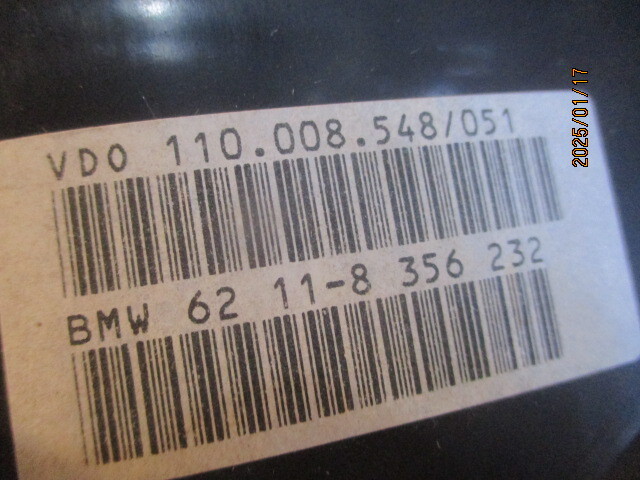 VDO 110.008.548/051
BMW 62 11-8 356 232
2025/01/17